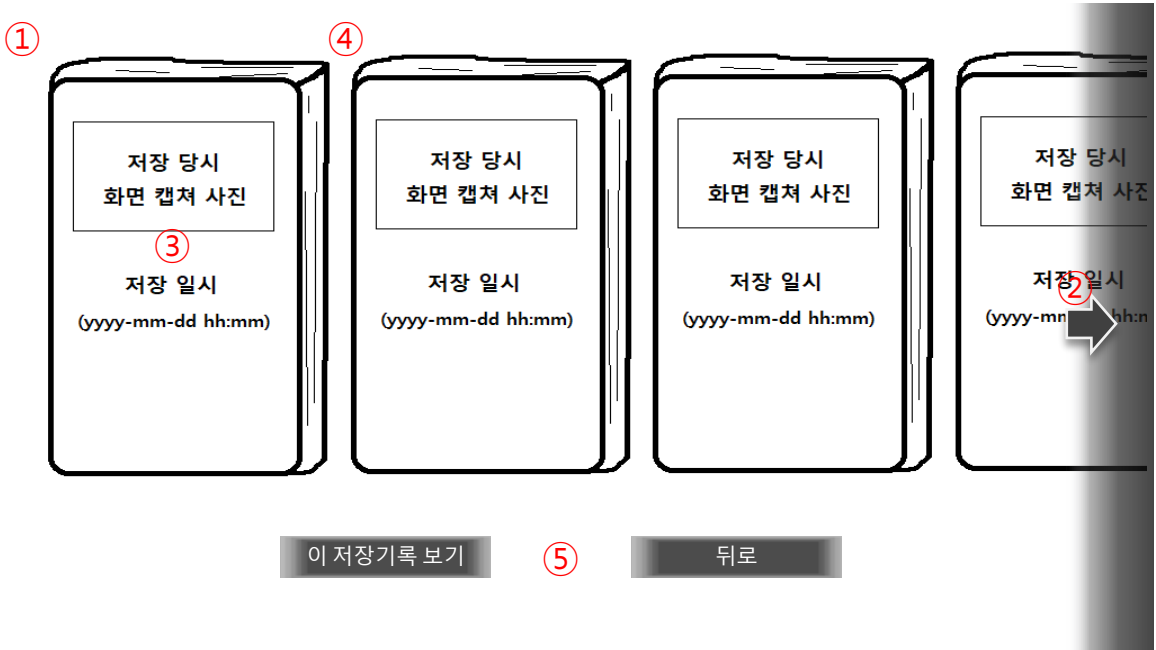 ①
④
저장 당시
화면 캡쳐 사진
③
저장 일시
(yyyy-mm-dd hh:mm)
저장 당시
화면 캡쳐 사진
저장 일시
(yyyy-mm-dd hh:mm)
저장 당시
화면 캡쳐 사진
저장 일시
(yyyy-mm-dd hh:mm)
저장 당시
화면 캡쳐 사진
②
저장 일시
이 저장기록 보기
⑤
뒤로